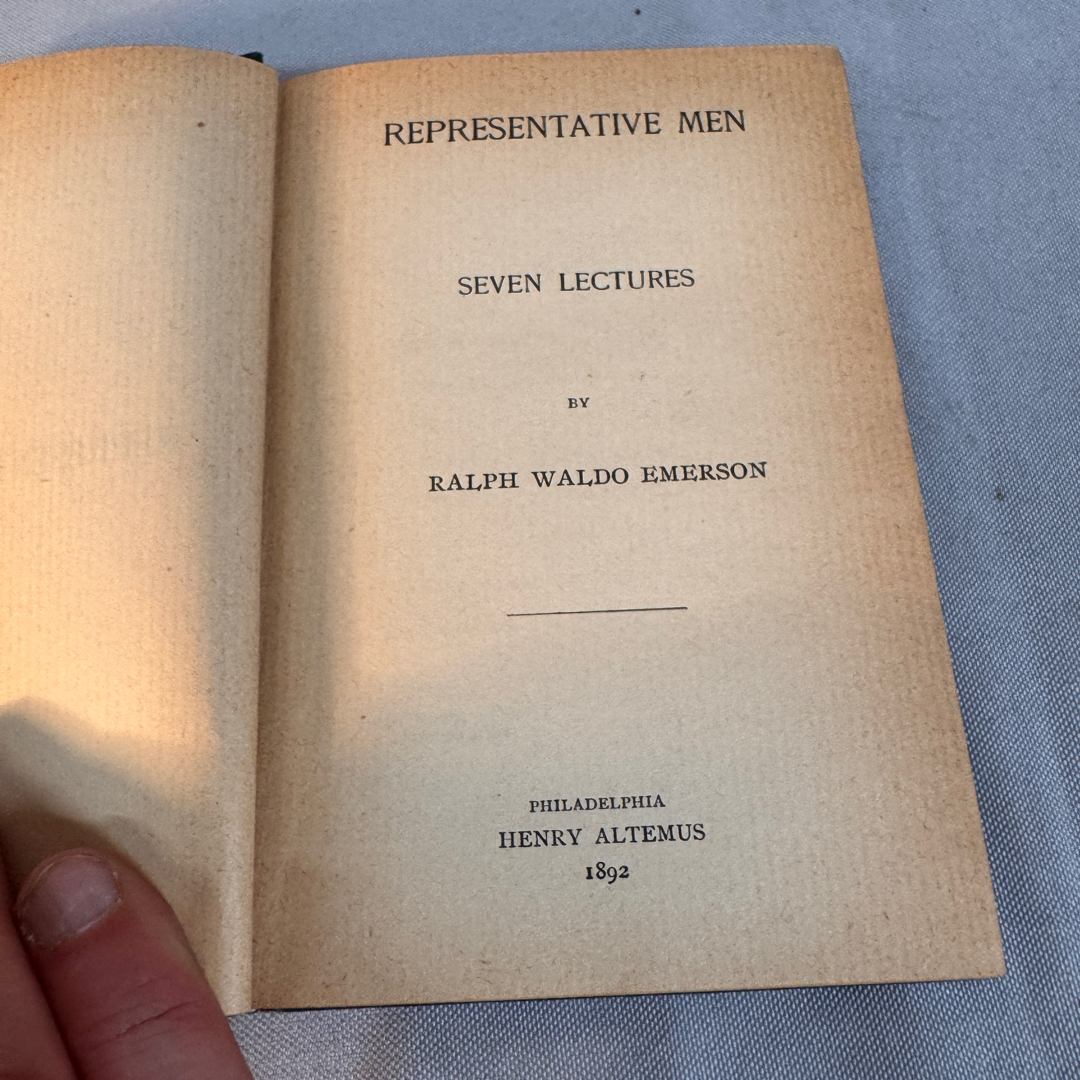 REPRESENTATIVE MEN
SEVEN LECTURES
BY
RALPH WALDO EMERSON
PHILADELPHIA
HENRY ALTEMUS
1892